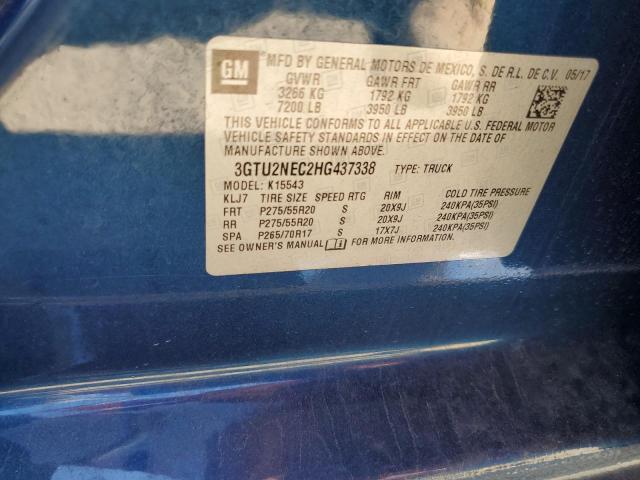 GM
MFD BY GENERAL MOTORS DE MEXICO, S. DE R.L. DE C.V. 05/17
GVWR GAWR FRT GAWR RR
3266 KG 1792 KG 1792 KG
7200 LB 3950 LB 3950 LB
THIS VEHICLE CONFORMS TO ALL APPLICABLE U.S. FEDERAL MOTOR
VEHICLE SAFETY STANDARDS IN EFFECT ON THE DATE OF
MANUFACTURE SHOWN ABOVE.
3GTU2NEC2HG437338 TYPE: TRUCK
MODEL: K15543
KLJ7 TIRE SIZE SPEED RTG RIM COLD TIRE PRESSURE
FRT P275/55R20 S 20X9J 240KPA(35PSI)
RR P275/55R20 S 20X9J 240KPA(35PSI)
SPA P265/70R17 S 17X7J 240KPA(35PSI)
SEE OWNER'S MANUAL FOR MORE INFORMATION.